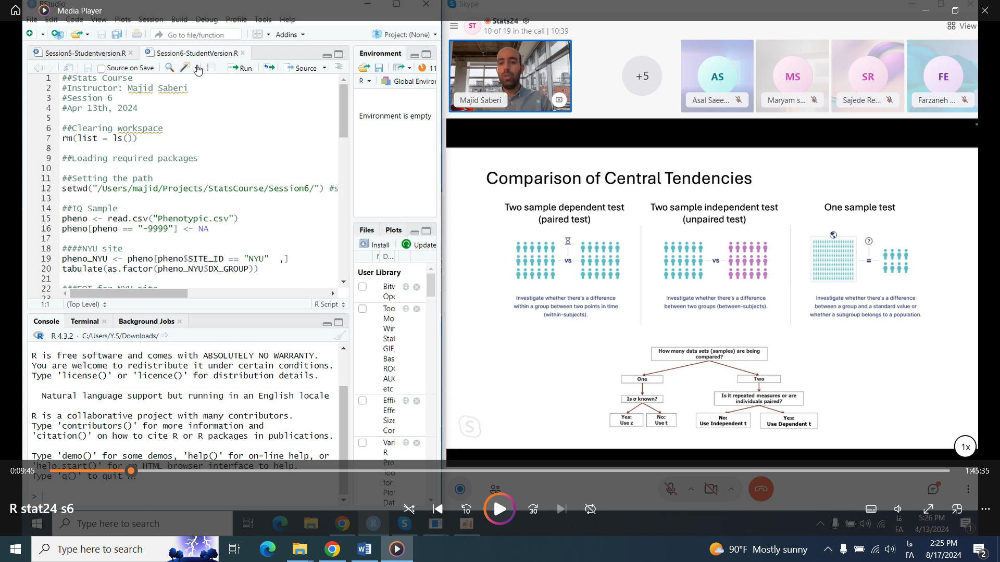 RStudio
Media Player
File Edit Code View Plots Session Build Debug Profile Tools Help
Go to file/function
Addins
Project: (None)
Session5-Studentversion.R
Session6-StudentVersion.R
Source on Save
Run
Source
1 ##Stats Course
2 #Instructor: Majid Saberi
3 #Session 6
4 #Apr 13th, 2024
5
6 ##Clearing workspace
7 rm(list = ls())
8
9 ##Loading required packages
10
11 ##Setting the path
12 setwd("/Users/majid/Projects/StatsCourse/Session6/") #s
13
14 ##IQ Sample
15 pheno <- read.csv("Phenotypic.csv")
16 pheno[pheno == "-9999"] <- NA
17
18 ####NYU site
19 pheno_NYU <- pheno[pheno$SITE_ID == "NYU" ,]
20 tabulate(as.factor(pheno_NYU$DX_GROUP))
21
22
23
1:1
(Top Level)
R Script
Console
Terminal
Background Jobs
R 4.3.2 · C:/Users/Y.S/Downloads/
R is free software and comes with ABSOLUTELY NO WARRANTY.
You are welcome to redistribute it under certain conditions.
Type 'license()' or 'licence()' for distribution details.
Natural language support but running in an English locale
R is a collaborative project with many contributors.
Type 'contributors()' for more information and
'citation()' on how to cite R or R packages in publications.
Type 'demo()' for some demos, 'help()' for on-line help, or
'help.start()' for an HTML browser interface to help.
Type 'q()' to quit R.
>
Environment
11
R
Global Enviror
Environment is empty
Files
Plots
Install
Update
N
D...
User Library
Bitw
Ope
Too
Mo
Wir
Stat
GIF,
Bas
RO
AU
etc
Effi
Effe
Size
Cor
Vari
R
Pro
Too
for
Plo
Dat
Skype
ST
Stats24
10 of 19 in the call | 10:39
View
Majid Saberi
+5
AS
Asal Saee...
MS
Maryam s...
SR
Sajede Re...
FE
Farzaneh ...
Comparison of Central Tendencies
Two sample dependent test
(paired test)
vs
Investigate whether there's a difference
within a group between two points in time
(within-subjects).
Two sample independent test
(unpaired test)
vs
Investigate whether there's a difference
between two groups (between-subjects).
One sample test
?
=
Investigate whether there's a difference
between a group and a standard value or
whether a subgroup belongs to a population.
How many data sets (samples) are being
compared?
One
Two
Is σ known?
Is it repeated measures or are
individuals paired?
Yes:
Use z
No:
Use t
No:
Use Independent t
Yes:
Use Dependent t
S
1x
0:09:45
1:45:35
R stat24 s6
10
30
Type here to search
فا
FA
5:26 PM
4/13/2024
1
Type here to search
90°F Mostly sunny
فا
FA
2:25 PM
8/17/2024
2